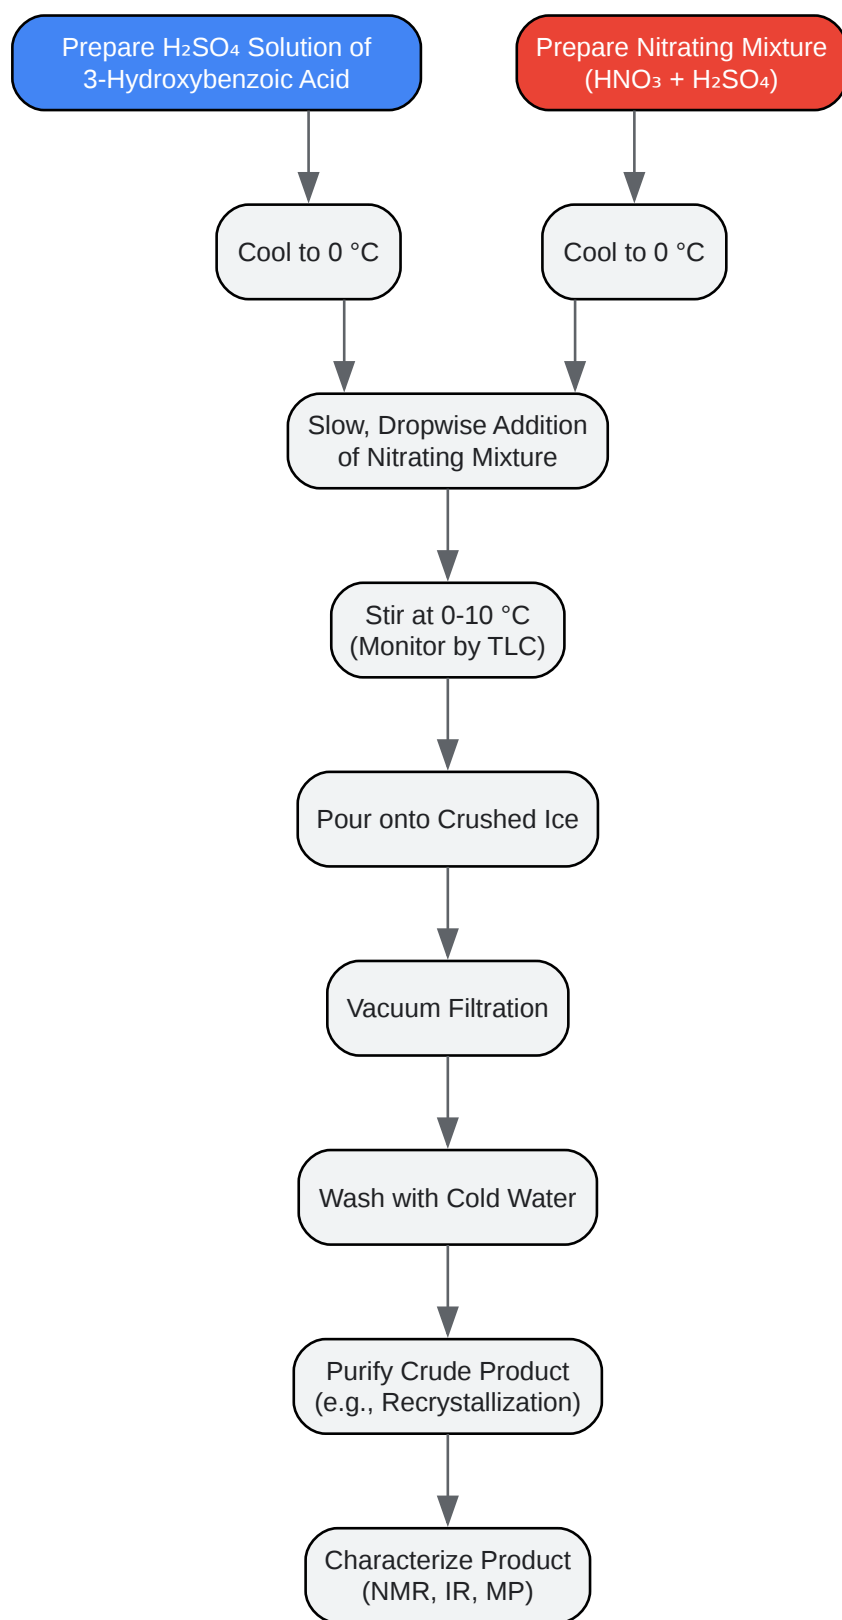 Prepare H₂SO₄ Solution of
3-Hydroxybenzoic Acid
Prepare Nitrating Mixture
(HNO₃ + H₂SO₄)
Cool to 0 °C
Cool to 0 °C
Slow, Dropwise Addition
of Nitrating Mixture
Stir at 0-10 °C
(Monitor by TLC)
Pour onto Crushed Ice
Vacuum Filtration
Wash with Cold Water
Purify Crude Product
(e.g., Recrystallization)
Characterize Product
(NMR, IR, MP)